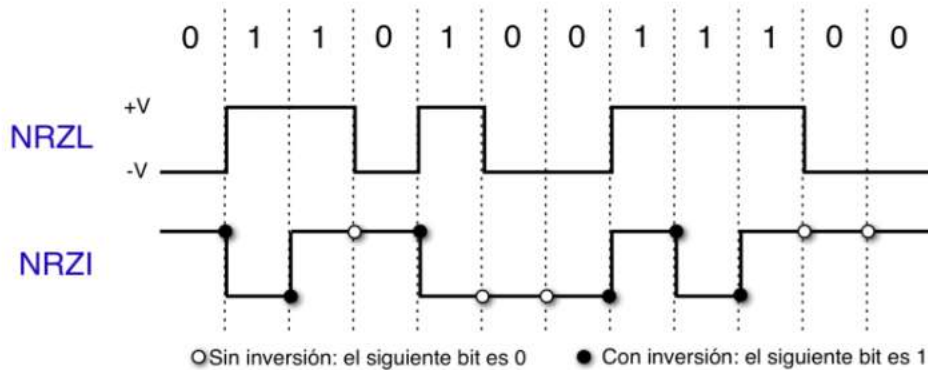 0 1 1 0 1 0 0 1 1 1 0 0
+V
NRZL
-V
NRZI
Sin inversión: el siguiente bit es 0 Con inversión: el siguiente bit es 1